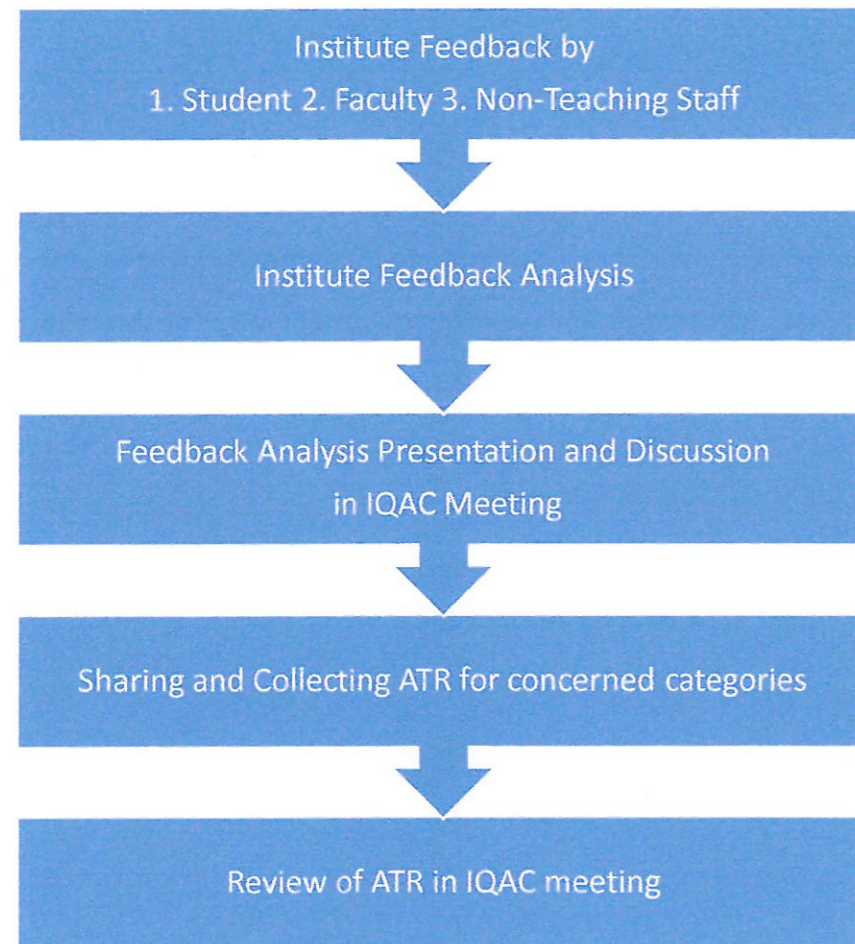 Institute Feedback by
1. Student 2. Faculty 3. Non-Teaching Staff
Institute Feedback Analysis
Feedback Analysis Presentation and Discussion
in IQAC Meeting
Sharing and Collecting ATR for concerned categories
Review of ATR in IQAC meeting